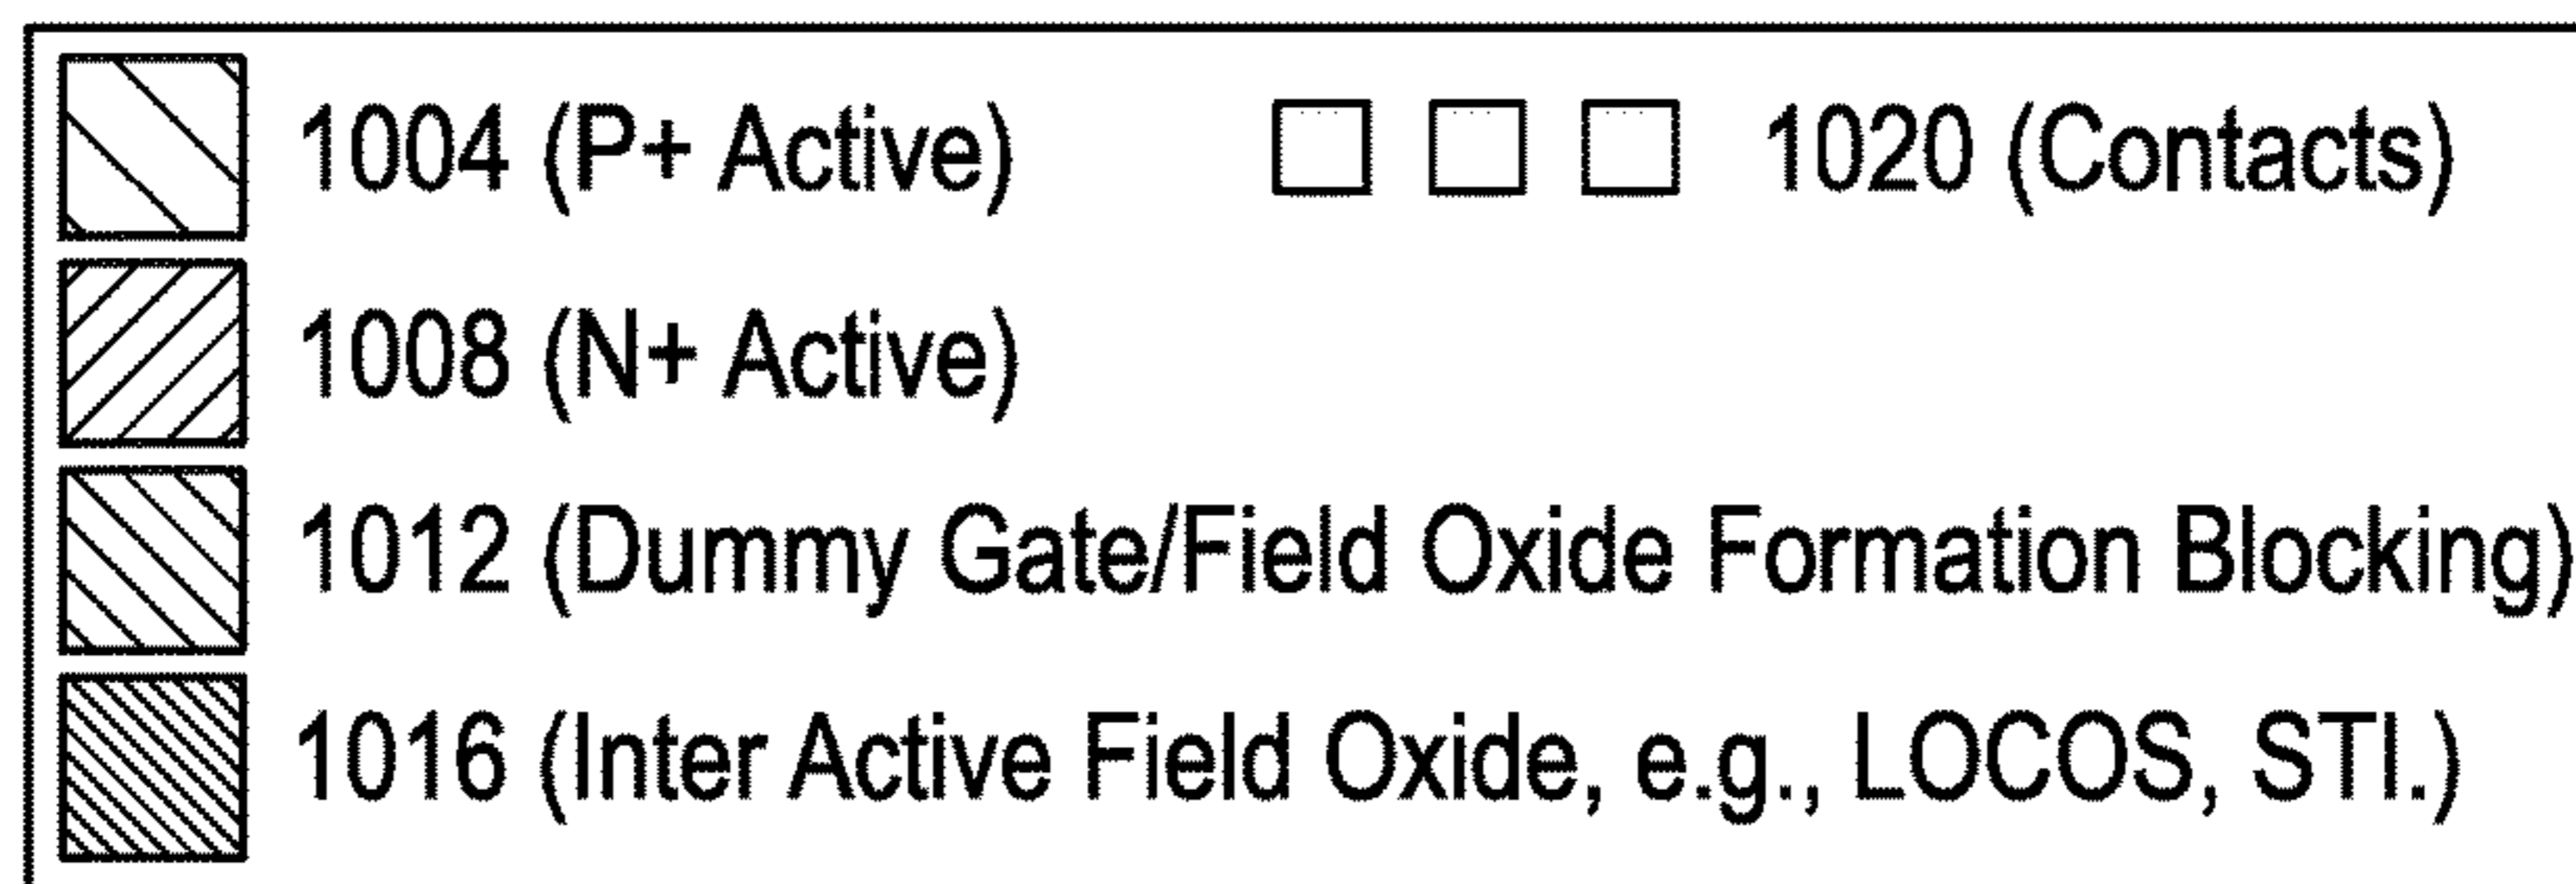 1004 (P+ Active) 1020 (Contacts)
1008 (N+ Active)
1012 (Dummy Gate/Field Oxide Formation Blocking)
1016 (Inter Active Field Oxide, e.g., LOCOS, STI.)